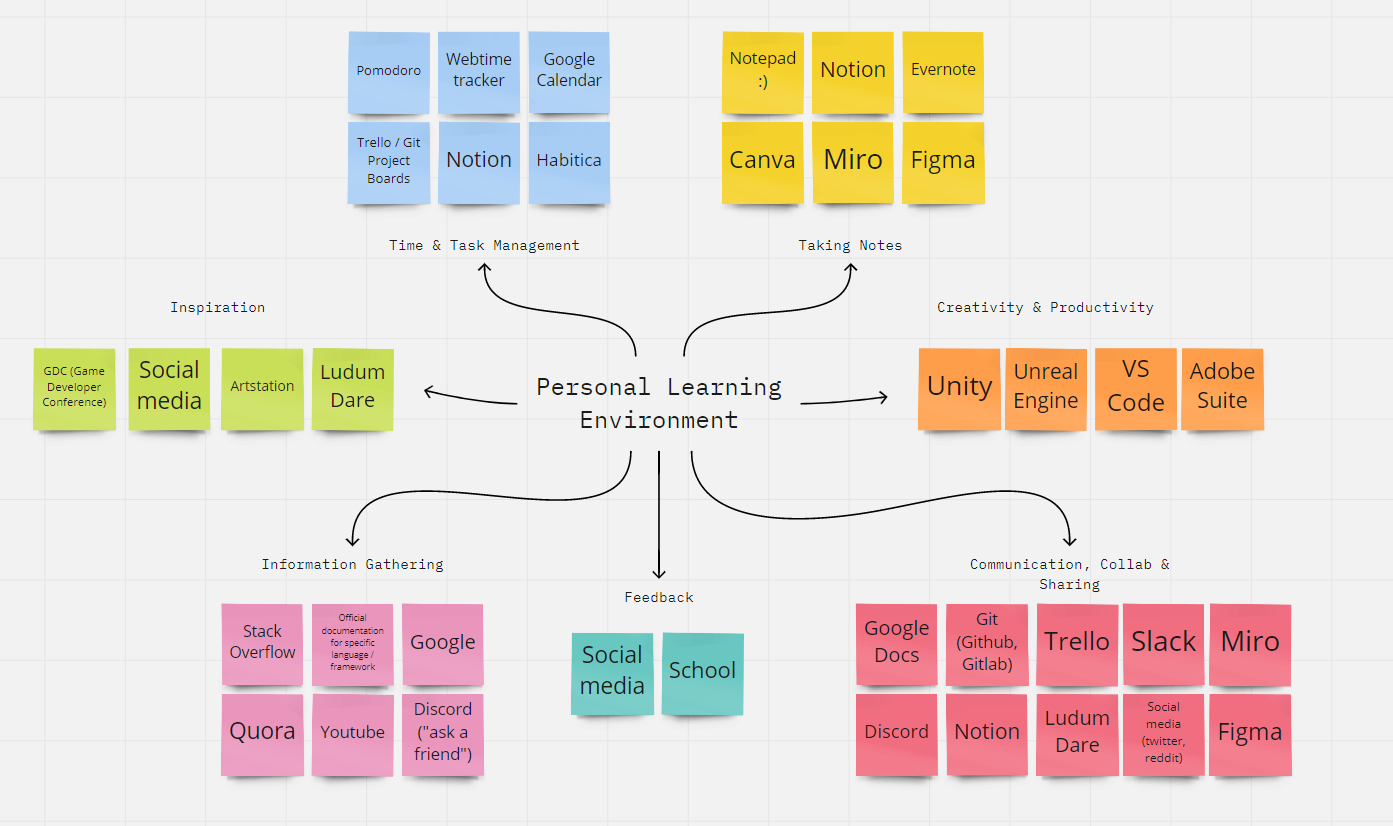 Pomodoro
Webtime
tracker
Google
Calendar
Trello / Git
Project
Boards
Notion
Habitica
Time & Task Management
Notepad
:)
Notion
Evernote
Canva
Miro
Figma
Taking Notes
Inspiration
GDC (Game
Developer
Conference)
Social
media
Artstation
Ludum
Dare
Personal Learning
Environment
Creativity & Productivity
Unity
Unreal
Engine
VS
Code
Adobe
Suite
Information Gathering
Stack
Overflow
Official
documentation
for specific
language /
framework
Google
Quora
Youtube
Discord
("ask a
friend")
Feedback
Social
media
School
Communication, Collab &
Sharing
Google
Docs
Git
(Github,
Gitlab)
Trello
Slack
Miro
Discord
Notion
Ludum
Dare
Social
media
(twitter,
reddit)
Figma